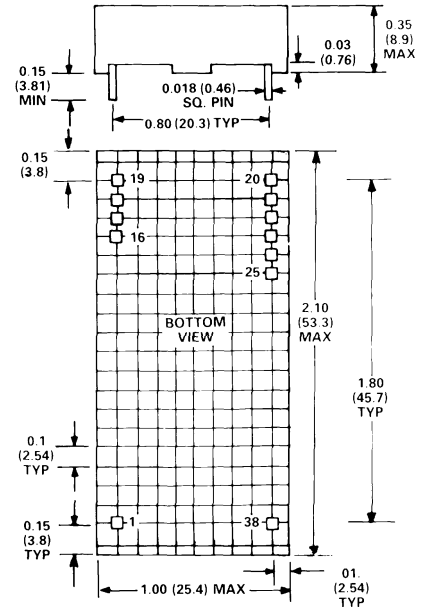 0.35
(8.9)
MAX
0.03
(0.76)
0.15
(3.81)
MIN
0.018 (0.46)
SQ. PIN
0.80 (20.3) TYP
0.15
(3.8)
19
20
16
25
BOTTOM
VIEW
2.10
(53.3)
MAX
1.80
(45.7)
TYP
0.1
(2.54)
TYP
0.15
(3.8)
TYP
1
38
1.00 (25.4) MAX
01.
(2.54)
TYP